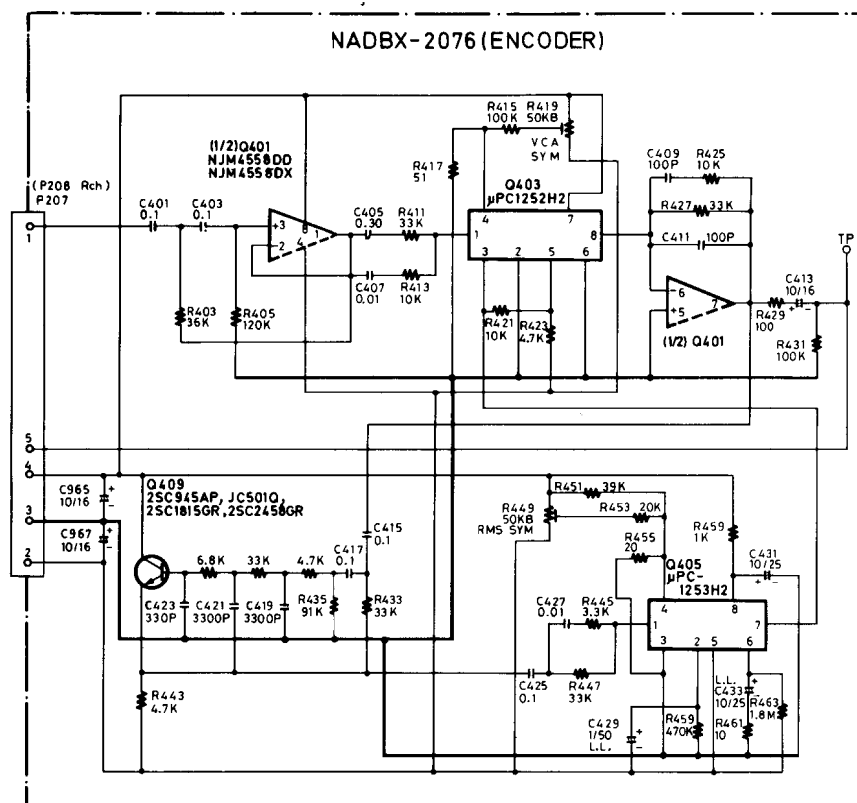 NADBX-2076(ENCODER)
(P208 Rch)
P207
1
5
4
3
2
C401
0.1
C403
0.1
R403
36K
R405
120K
(1/2)Q401
NJM4558DD
NJM4558DX
+3
-2
8
4
1
C405
0.30
R411
33K
C407
0.01
R413
10K
R417
51
R415
100K
R419
50KB
VCA
SYM
Q403
μPC1252H2
4
7
1
8
3
2
5
6
R421
10K
R423
4.7K
C409
100P
R425
10K
R427
33K
C411
100P
-6
+5
7
(1/2) Q401
R429
100
C413
10/16
+
-
TP
R431
100K
C965
10/16
+
-
C967
10/16
+
-
Q409
2SC945AP, JC501Q,
2SC1815GR,2SC2458GR
6.8K
33K
4.7K
C417
0.1
C415
0.1
C423
330P
C421
3300P
C419
3300P
R435
91K
R433
33K
R443
4.7K
C425
0.1
C427
0.01
R445
3.3K
R447
33K
R449
50KB
RMS SYM
R451
39K
R453
20K
R455
20
Q405
μPC-
1253H2
4
8
1
7
3
2
5
6
R459
1K
C431
10/25
+
-
C429
1/50
L.L.
+
-
R459
470K
L.L.
C433
10/25
+
-
R461
10
R463
1.8M